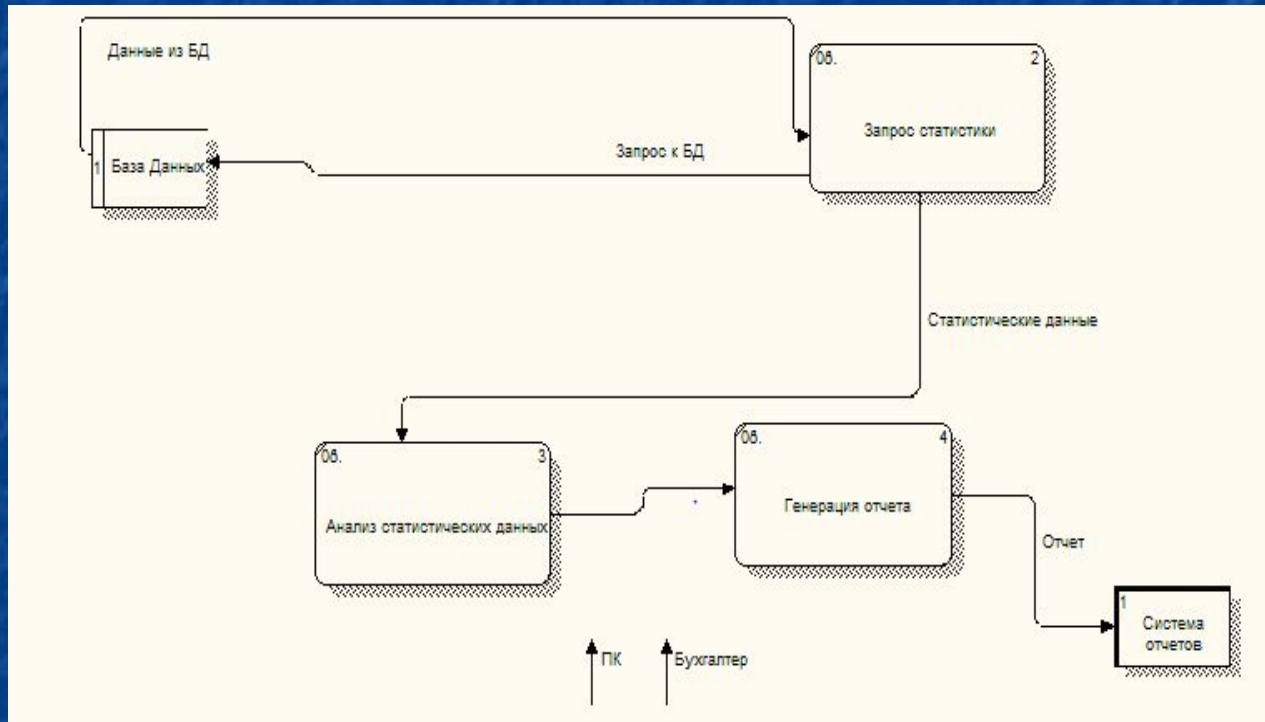 Данные из БД
0б.
2
Запрос статистики
Запрос к БД
1
База Данных
Статистические данные
0б.
3
Анализ статистических данных
0б.
4
Генерация отчета
Отчет
1
Система
отчетов
ПК
Бухгалтер